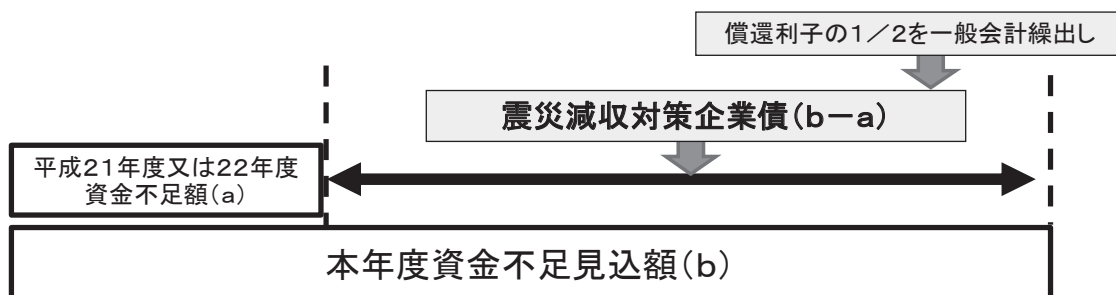 償還利子の1／2を一般会計繰出し
震災減収対策企業債(b－a)
平成21年度又は22年度
資金不足額(a)
本年度資金不足見込額(b)